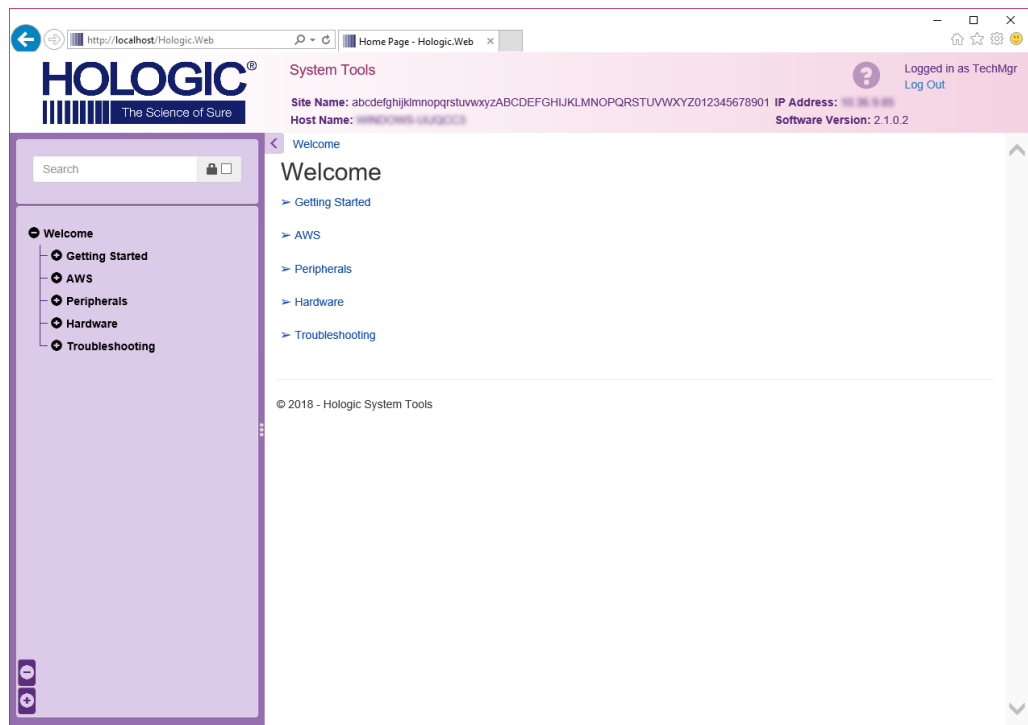 http://localhost/Hologic.Web
Home Page - Hologic.Web
HOLOGIC®
The Science of Sure
System Tools
Logged in as TechMgr
Log Out
Site Name: abcdefghijklmnopqrstuvwxyzABCDEFGHIJKLMNOPQRSTUVWXYZ012345678901 IP Address:
Host Name:
Software Version: 2.1.0.2
Search
Welcome
Getting Started
AWS
Peripherals
Hardware
Troubleshooting
Welcome
Welcome
➢ Getting Started
➢ AWS
➢ Peripherals
➢ Hardware
➢ Troubleshooting
© 2018 - Hologic System Tools